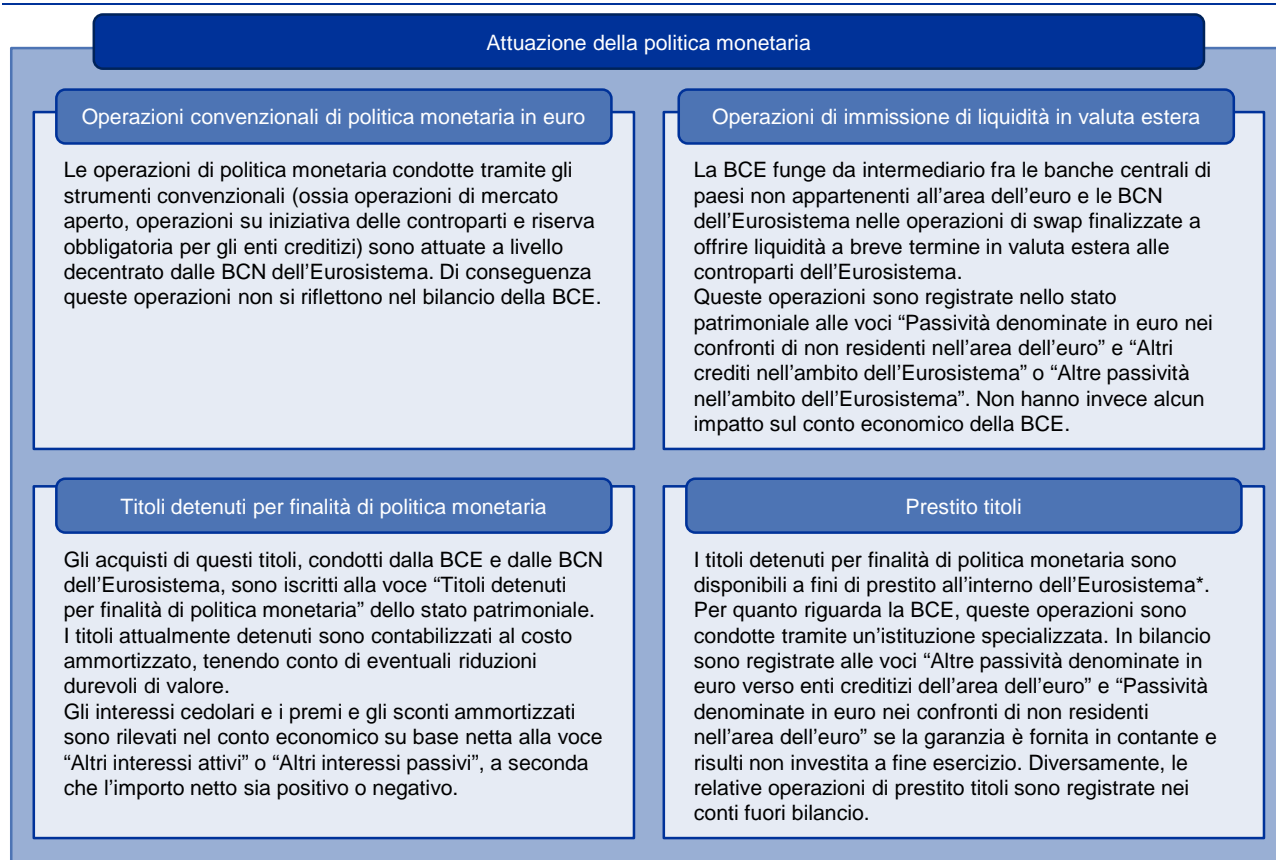 Attuazione della politica monetaria
Operazioni convenzionali di politica monetaria in euro
Le operazioni di politica monetaria condotte tramite gli
strumenti convenzionali (ossia operazioni di mercato
aperto, operazioni su iniziativa delle controparti e riserva
obbligatoria per gli enti creditizi) sono attuate a livello
decentrato dalle BCN dell’Eurosistema. Di conseguenza
queste operazioni non si riflettono nel bilancio della BCE.
Operazioni di immissione di liquidità in valuta estera
La BCE funge da intermediario fra le banche centrali di
paesi non appartenenti all’area dell’euro e le BCN
dell’Eurosistema nelle operazioni di swap finalizzate a
offrire liquidità a breve termine in valuta estera alle
controparti dell’Eurosistema.
Queste operazioni sono registrate nello stato
patrimoniale alle voci “Passività denominate in euro nei
confronti di non residenti nell’area dell’euro” e “Altri
crediti nell’ambito dell’Eurosistema” o “Altre passività
nell’ambito dell’Eurosistema”. Non hanno invece alcun
impatto sul conto economico della BCE.
Titoli detenuti per finalità di politica monetaria
Gli acquisti di questi titoli, condotti dalla BCE e dalle BCN
dell’Eurosistema, sono iscritti alla voce “Titoli detenuti
per finalità di politica monetaria” dello stato patrimoniale.
I titoli attualmente detenuti sono contabilizzati al costo
ammortizzato, tenendo conto di eventuali riduzioni
durevoli di valore.
Gli interessi cedolari e i premi e gli sconti ammortizzati
sono rilevati nel conto economico su base netta alla voce
“Altri interessi attivi” o “Altri interessi passivi”, a seconda
che l’importo netto sia positivo o negativo.
Prestito titoli
I titoli detenuti per finalità di politica monetaria sono
disponibili a fini di prestito all’interno dell’Eurosistema*.
Per quanto riguarda la BCE, queste operazioni sono
condotte tramite un’istituzione specializzata. In bilancio
sono registrate alle voci “Altre passività denominate in
euro verso enti creditizi dell’area dell’euro” e “Passività
denominate in euro nei confronti di non residenti
nell’area dell’euro” se la garanzia è fornita in contante e
risulti non investita a fine esercizio. Diversamente, le
relative operazioni di prestito titoli sono registrate nei
conti fuori bilancio.